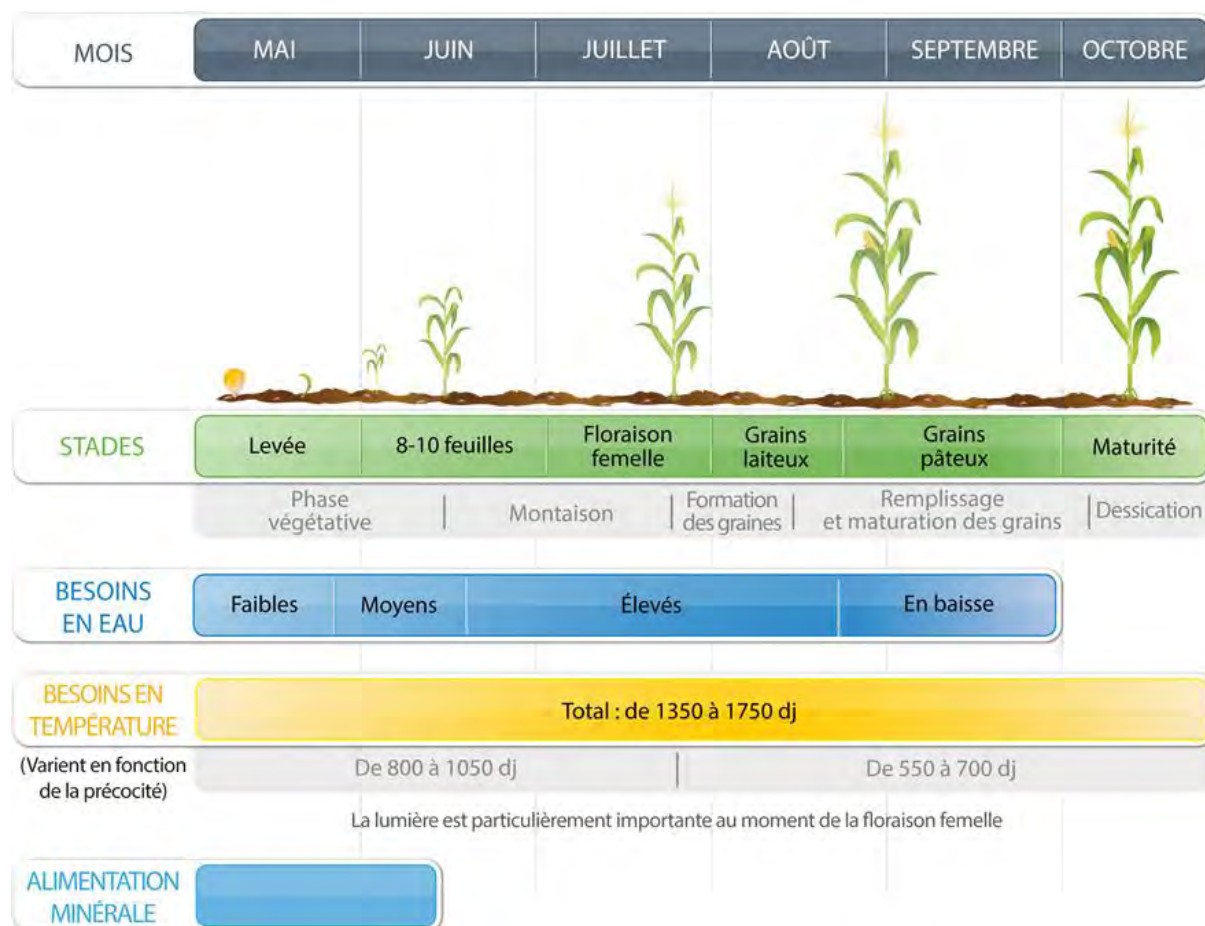 MOIS MAI JUIN JUILLET AOÛT SEPTEMBRE OCTOBRE
STADES Levée 8-10 feuilles Floraison femelle Grains laiteux Grains pâteux Maturité
Phase végétative Montaison Formation des graines Remplissage et maturation des grains Dessication
BESOINS EN EAU Faibles Moyens Élevés En baisse
BESOINS EN TEMPÉRATURE Total : de 1350 à 1750 dj
(Varient en fonction de la précocité) De 800 à 1050 dj De 550 à 700 dj
La lumière est particulièrement importante au moment de la floraison femelle
ALIMENTATION MINÉRALE